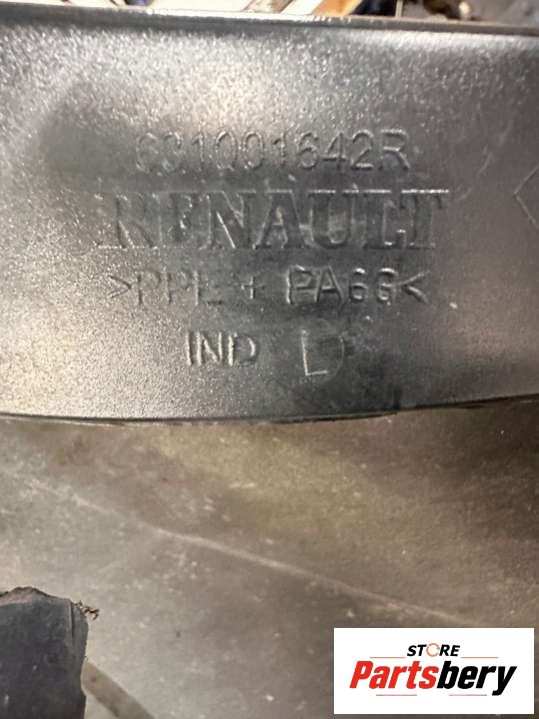 631001642R
RENAULT
>PPE + PA66<
IND D
STORE
Partsbery